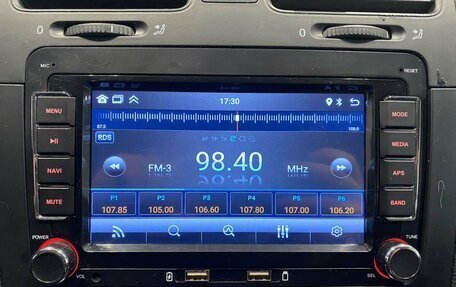 0
0
MIC
RESET
17:30
87.5
108.0
RDS
AF TP TA
FM-3
98.40
MHz
P1 P2 P3 P4 P5 P6
107.85 105.00 106.60 107.80 107.00 106.20
MENU
NAVI
MUTE
POWER
VOL
MODE
MEDIA
APS
BAND
TUNE
SEL